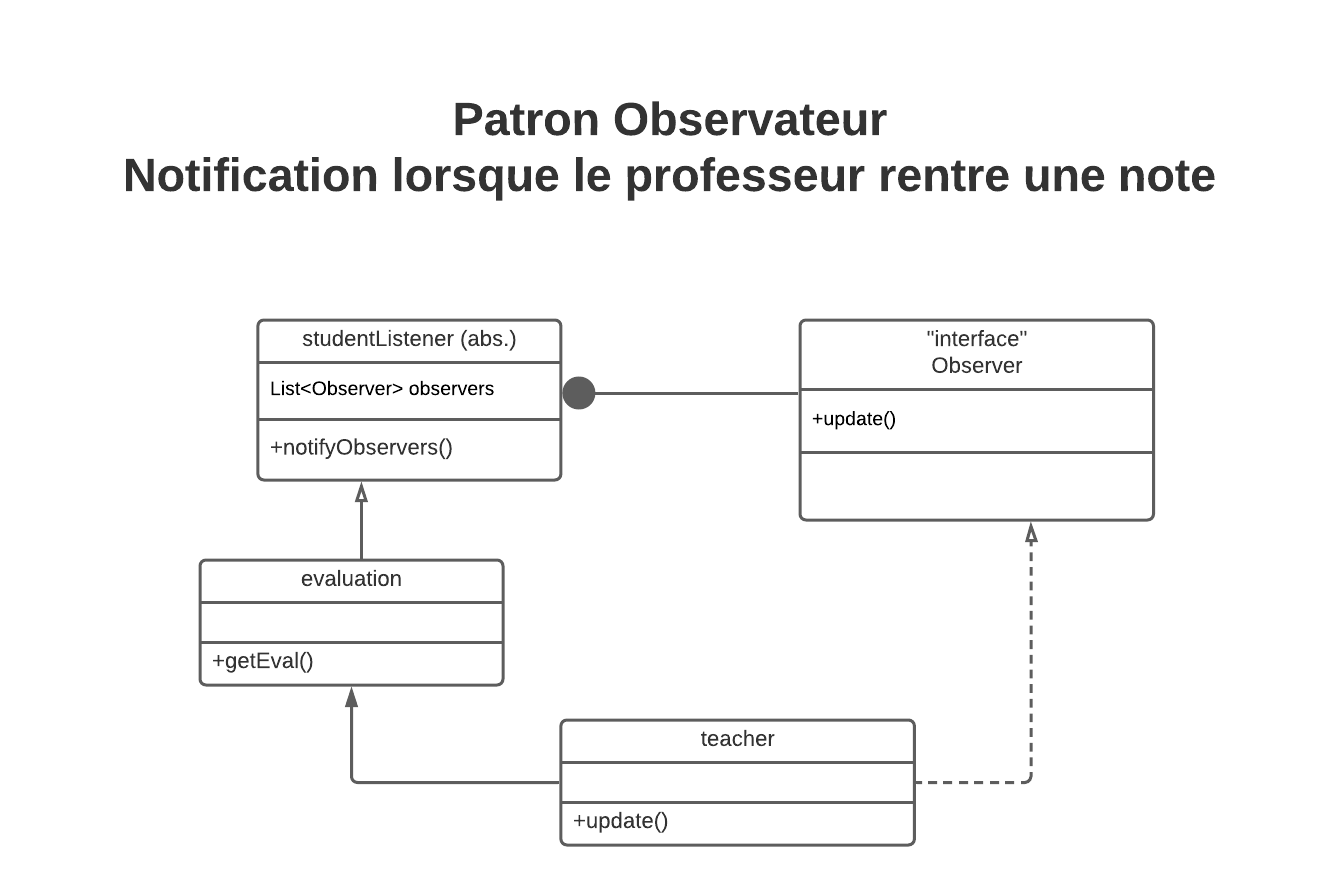 Patron Observateur
Notification lorsque le professeur rentre une note
studentListener (abs.)
List<Observer> observers
+notifyObservers()
"interface"
Observer
+update()
evaluation
+getEval()
teacher
+update()